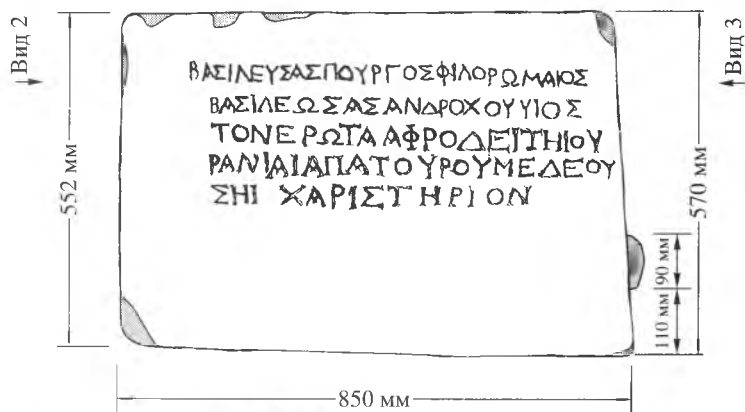 Вид 2
Вид 3
ΒΑΣΙΛΕΥΣΑΣΠΟΥΡΓΟΣΦΙΛΟΡΩΜΑΙΟΣ
ΒΑΣΙΛΕΩΣΑΣΑΝΔΡΟΧΟΥΥΙΟΣ
ΤΟΝΕΡΩΤΑΑΦΡΟΔΕΙΤΗΙΟΥ
ΡΑΝΙΑΙΑΠΑΤΟΥΡΟΥΜΕΔΕΟΥ
ΣΗΙ ΧΑΡΙΣΤΗΡΙΟΝ
552 мм
570 мм
90 мм
110 мм
850 мм